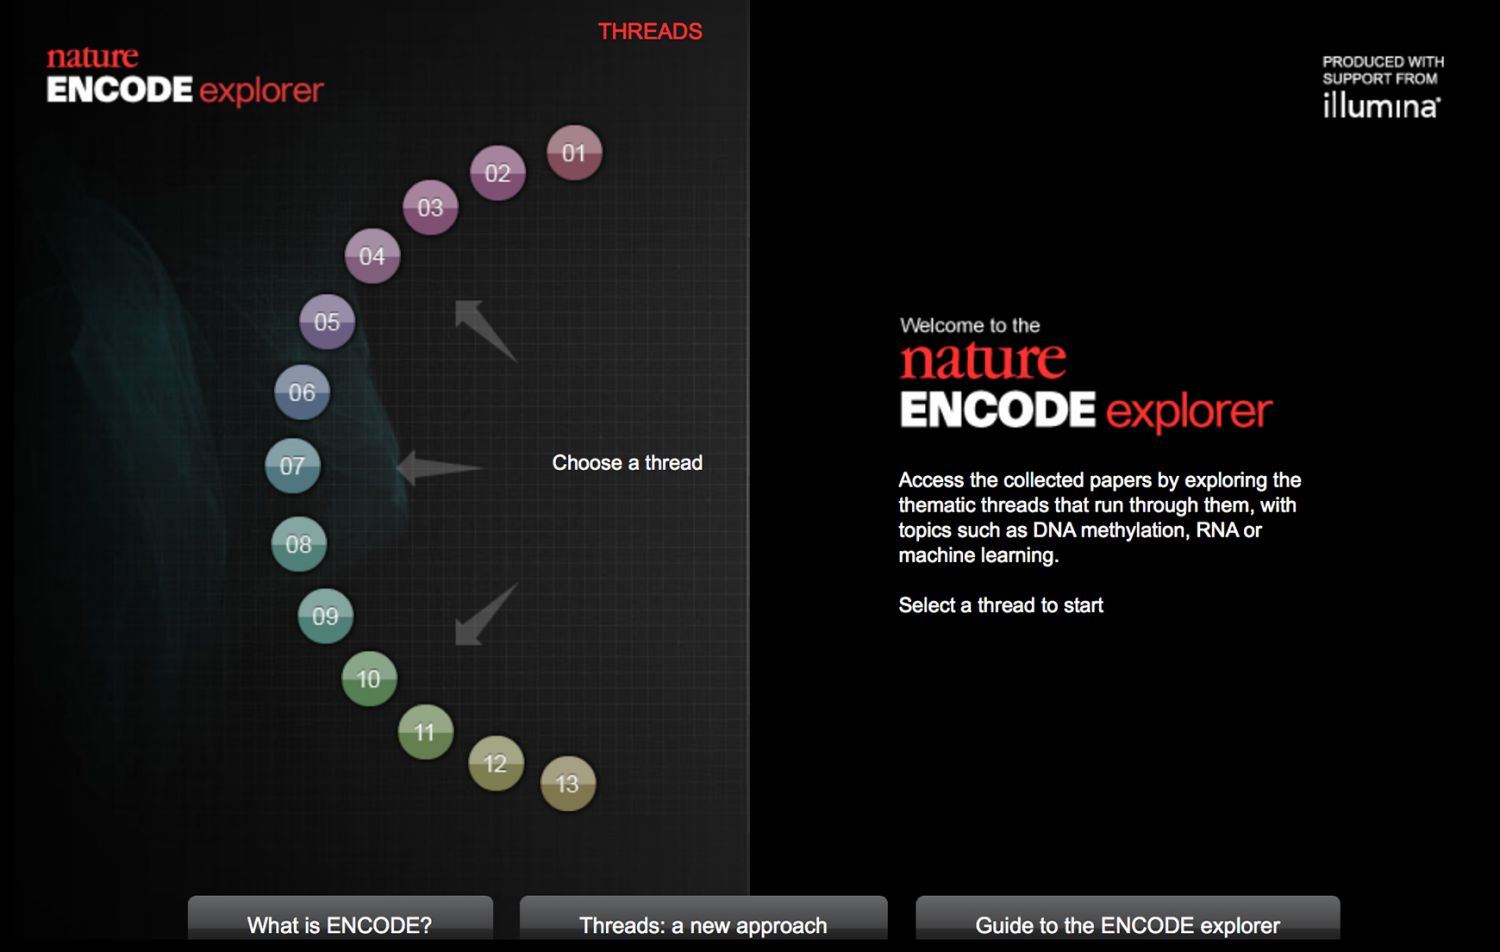 THREADS
nature
ENCODE explorer
PRODUCED WITH
SUPPORT FROM
illumina®
01
02
03
04
05
06
07
08
09
10
11
12
13
Choose a thread
Welcome to the
nature
ENCODE explorer
Access the collected papers by exploring the
thematic threads that run through them, with
topics such as DNA methylation, RNA or
machine learning.
Select a thread to start
What is ENCODE?
Threads: a new approach
Guide to the ENCODE explorer